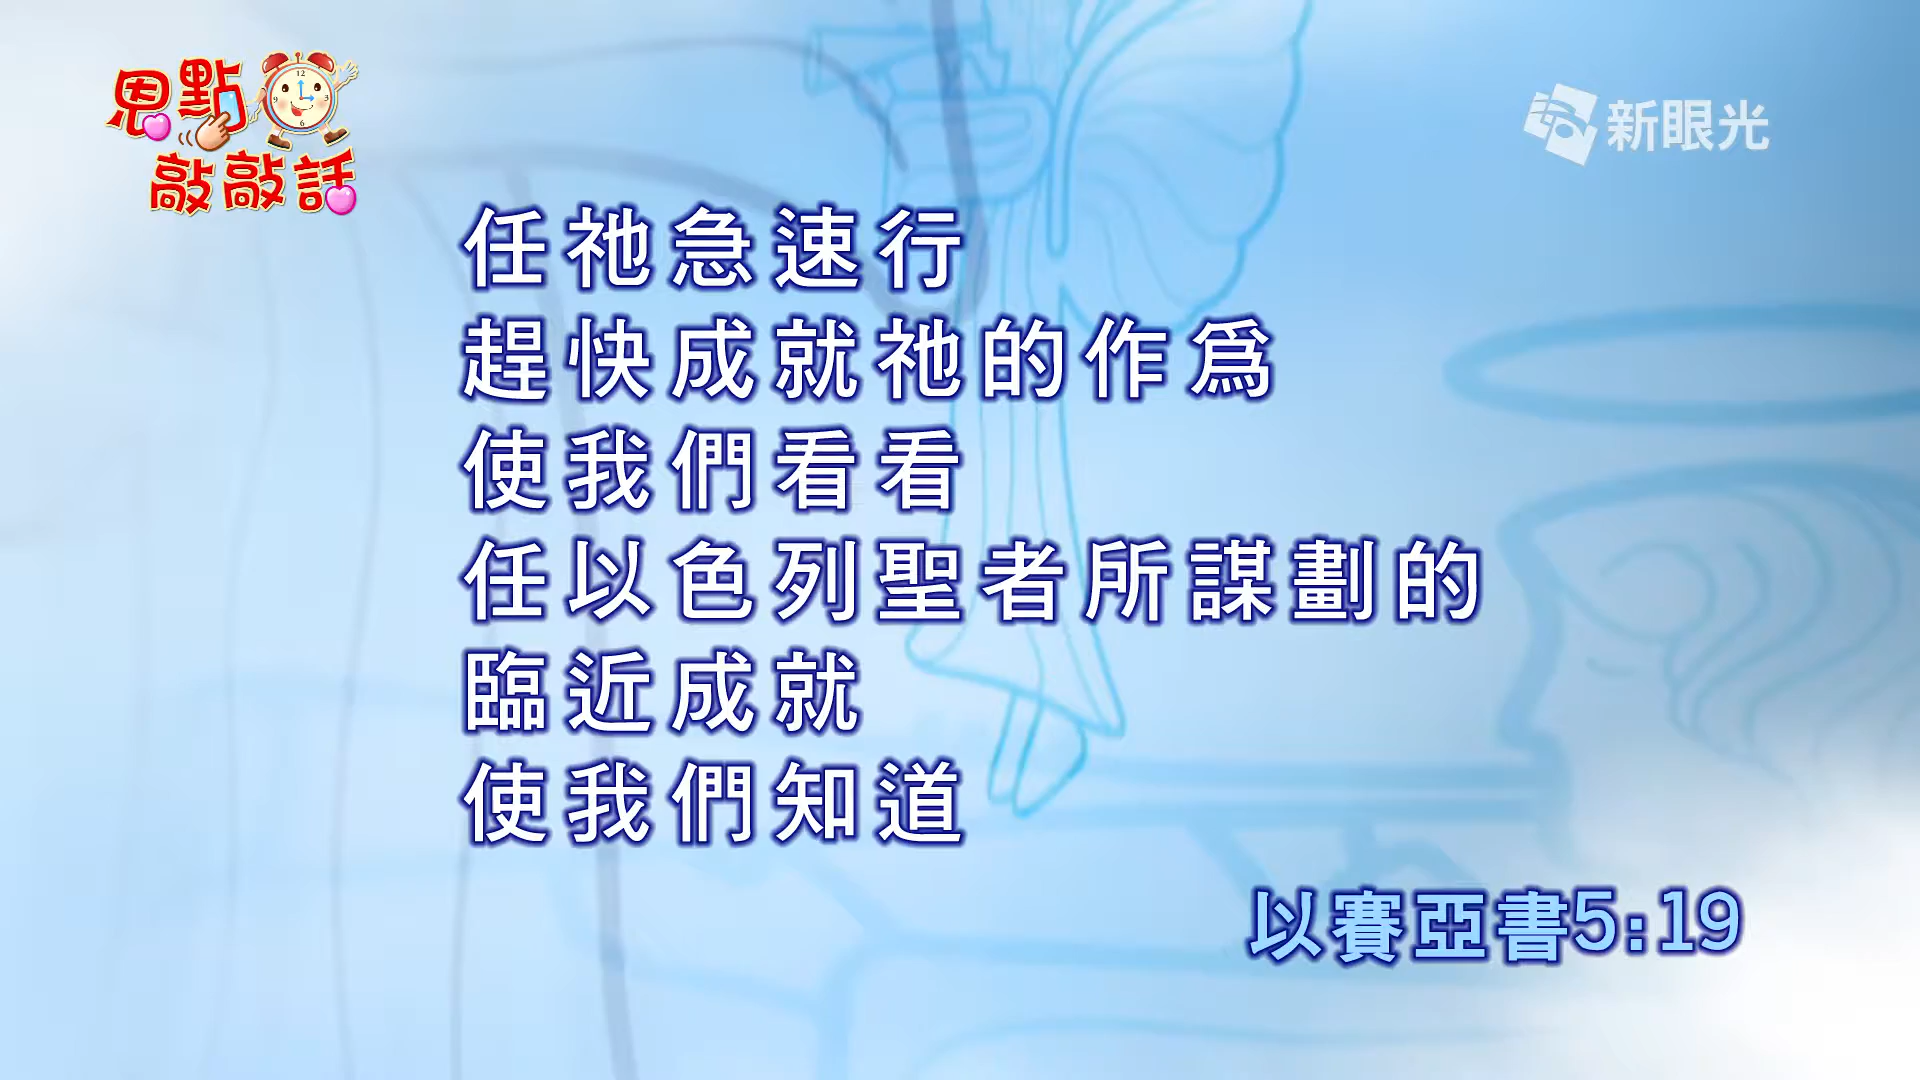 恩點
敲敲話
新眼光
任祂急速行
趕快成就祂的作爲
使我們看看
任以色列聖者所謀劃的
臨近成就
使我們知道
以賽亞書5:19